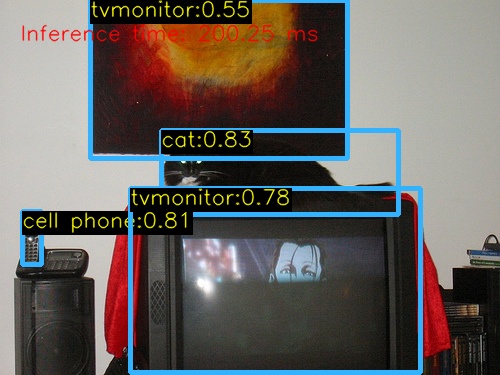 tvmonitor:0.55
Inference time: 200.25 ms
cat:0.83
tvmonitor:0.78
cell phone:0.81